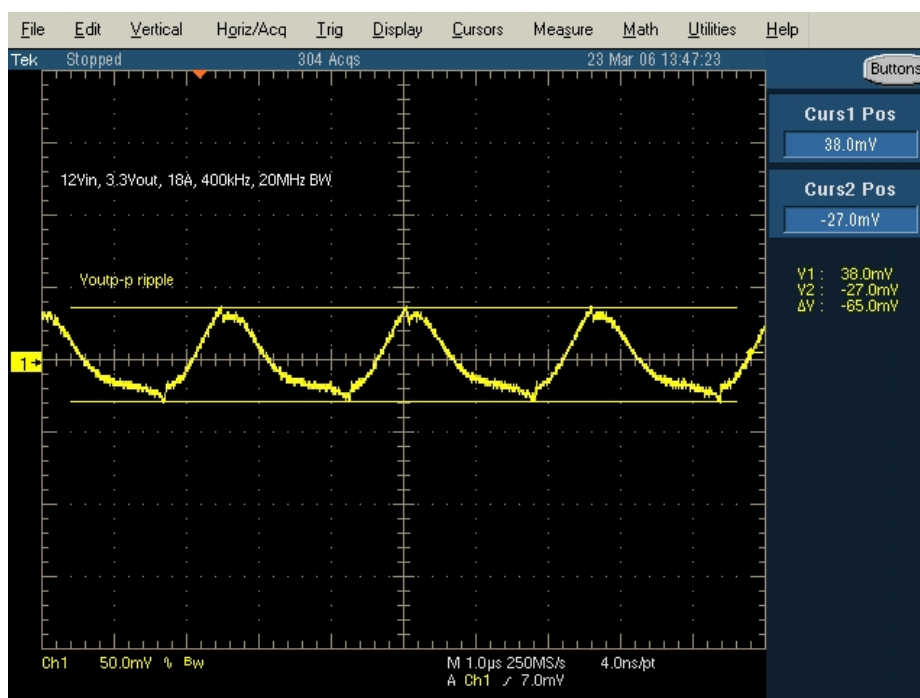 File Edit Vertical Horiz/Acq Trig Display Cursors Measure Math Utilities Help
Tek Stopped 304 Acqs 23 Mar 06 13:47:23
Buttons
Curs1 Pos
38.0mV
12Vin, 3.3Vout, 18A, 400kHz, 20MHz BW
Curs2 Pos
-27.0mV
Voutp-p ripple
V1 : 38.0mV
V2 : -27.0mV
ΔV : -65.0mV
1
Ch1 50.0mV ∿ Bw M 1.0µs 250MS/s 4.0ns/pt
A Ch1 ∕ 7.0mV